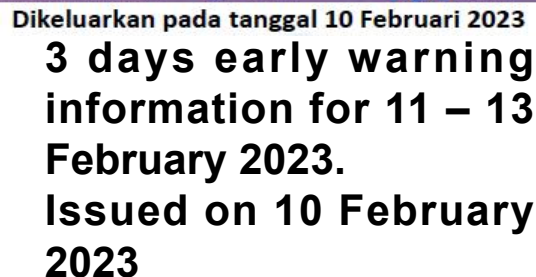 Dikeluarkan pada tanggal 10 Februari 2023
3 days early warning
information for 11 – 13
February 2023.
Issued on 10 February
2023